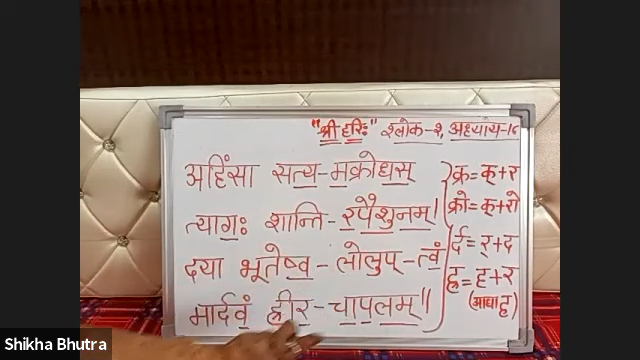 "श्री हरिः" श्लोक-२, अध्याय-१६
अहिंसा सत्य-मक्रोधस्
त्यागः शान्ति-रपैशुनम्।
दया भूतेष्व-लोलुप्-त्वं
मार्दवं ह्रीर-चापलम्"
क्र=क्+र
क्रो=क्+रो
र्द=र्+द
ह्र=ह+र
(आधा ह)
Shikha Bhutra